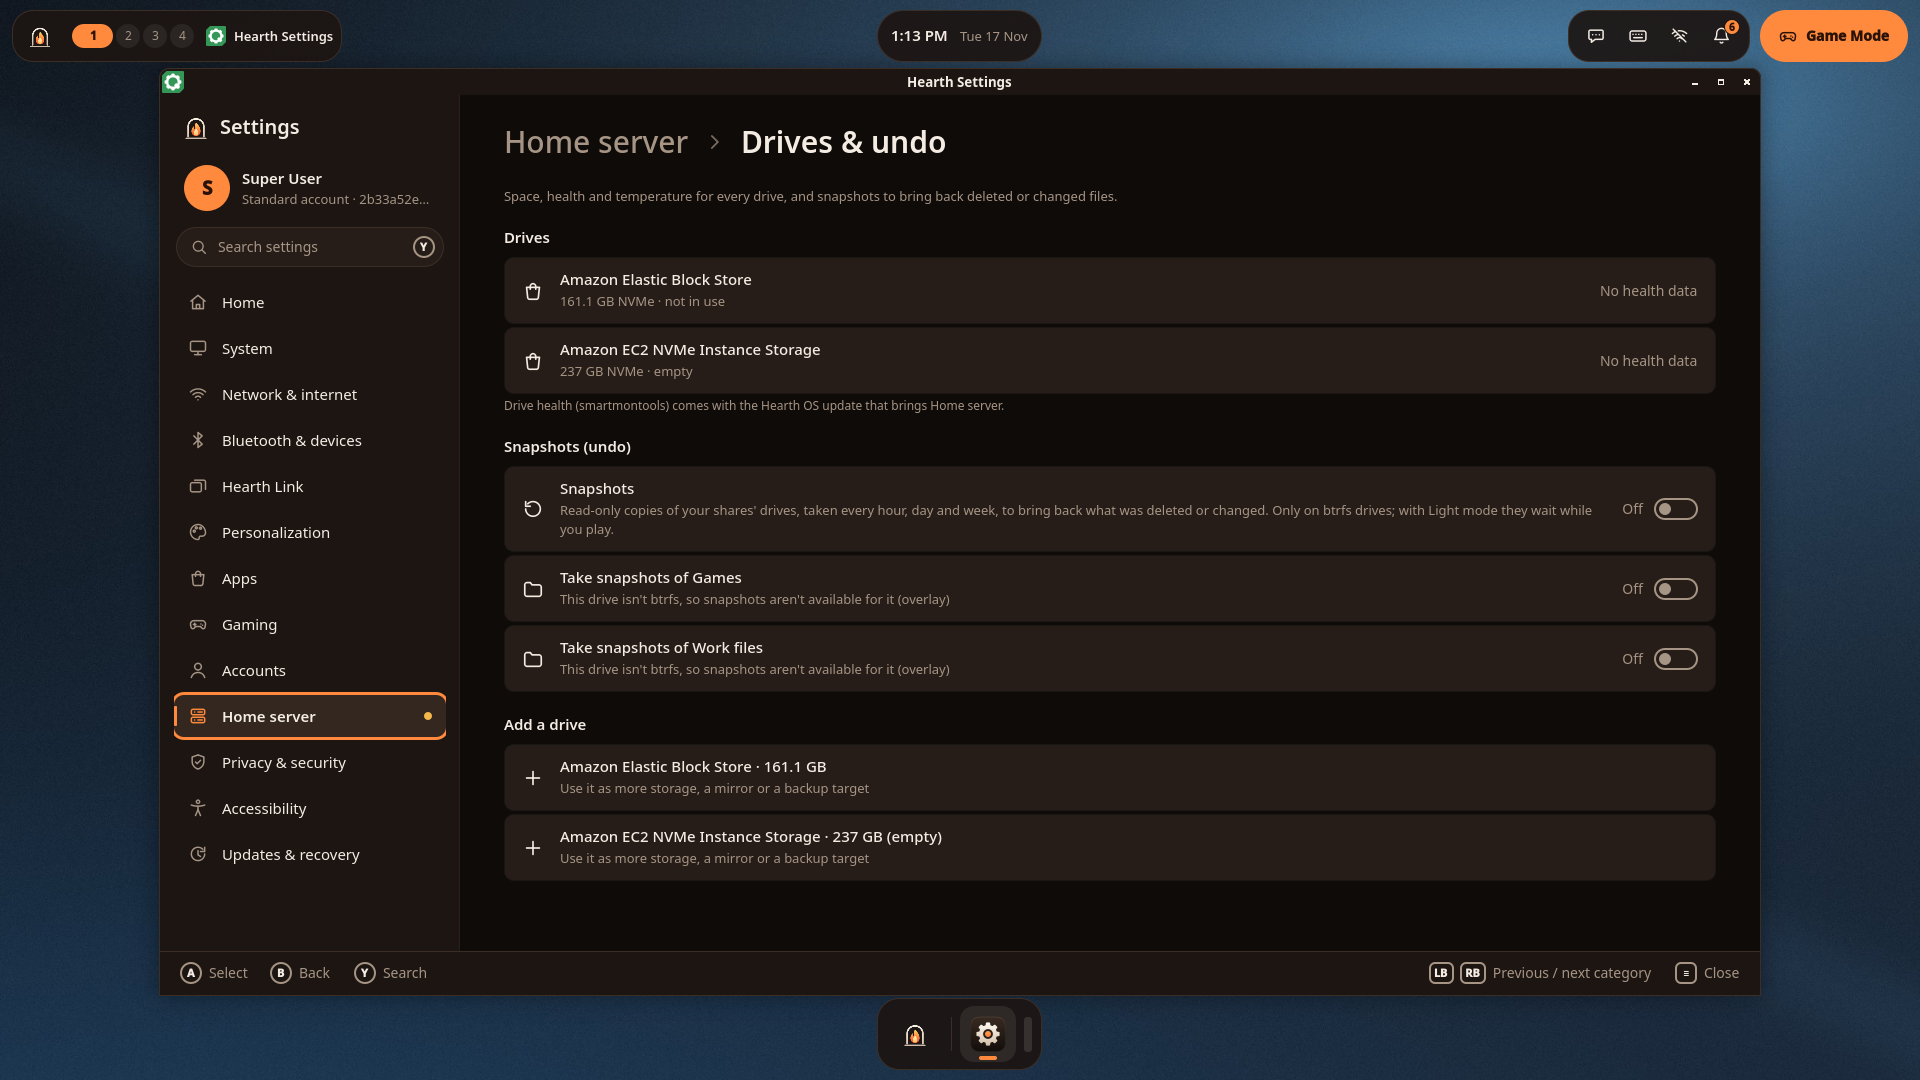 1 2 3 4 Hearth Settings
1:13 PM Tue 17 Nov
6
Game Mode
Hearth Settings
Settings
S
Super User
Standard account · 2b33a52e...
Search settings Y
Home
System
Network & internet
Bluetooth & devices
Hearth Link
Personalization
Apps
Gaming
Accounts
Home server
Privacy & security
Accessibility
Updates & recovery
Home server > Drives & undo
Space, health and temperature for every drive, and snapshots to bring back deleted or changed files.
Drives
Amazon Elastic Block Store
161.1 GB NVMe · not in use
No health data
Amazon EC2 NVMe Instance Storage
237 GB NVMe · empty
No health data
Drive health (smartmontools) comes with the Hearth OS update that brings Home server.
Snapshots (undo)
Snapshots
Read-only copies of your shares' drives, taken every hour, day and week, to bring back what was deleted or changed. Only on btrfs drives; with Light mode they wait while
you play.
Off
Take snapshots of Games
This drive isn't btrfs, so snapshots aren't available for it (overlay)
Off
Take snapshots of Work files
This drive isn't btrfs, so snapshots aren't available for it (overlay)
Off
Add a drive
Amazon Elastic Block Store · 161.1 GB
Use it as more storage, a mirror or a backup target
Amazon EC2 NVMe Instance Storage · 237 GB (empty)
Use it as more storage, a mirror or a backup target
A Select B Back Y Search
LB RB Previous / next category ≡ Close